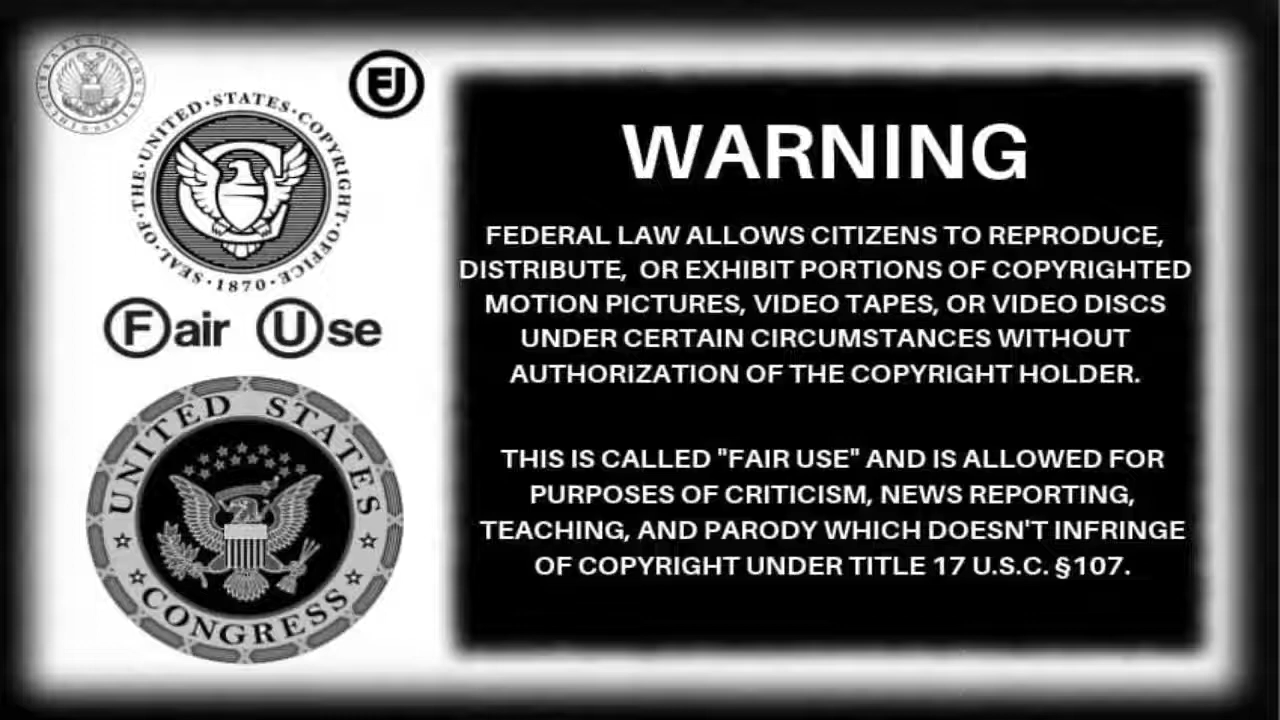 SEAL·OF·THE·UNITED·STATES·COPYRIGHT·OFFICE·
·1870·
Fair Use
UNITED STATES
CONGRESS
WARNING
FEDERAL LAW ALLOWS CITIZENS TO REPRODUCE,
DISTRIBUTE, OR EXHIBIT PORTIONS OF COPYRIGHTED
MOTION PICTURES, VIDEO TAPES, OR VIDEO DISCS
UNDER CERTAIN CIRCUMSTANCES WITHOUT
AUTHORIZATION OF THE COPYRIGHT HOLDER.
THIS IS CALLED "FAIR USE" AND IS ALLOWED FOR
PURPOSES OF CRITICISM, NEWS REPORTING,
TEACHING, AND PARODY WHICH DOESN'T INFRINGE
OF COPYRIGHT UNDER TITLE 17 U.S.C. §107.